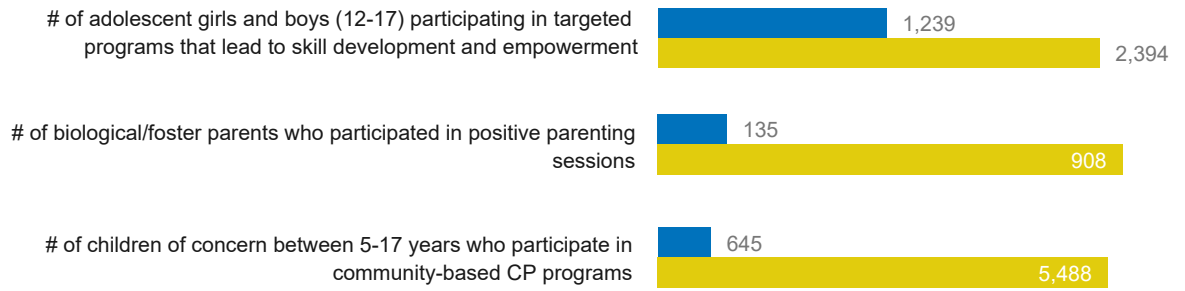 # of adolescent girls and boys (12-17) participating in targeted
programs that lead to skill development and empowerment
1,239
2,394
# of biological/foster parents who participated in positive parenting
sessions
135
908
# of children of concern between 5-17 years who participate in
community-based CP programs
645
5,488